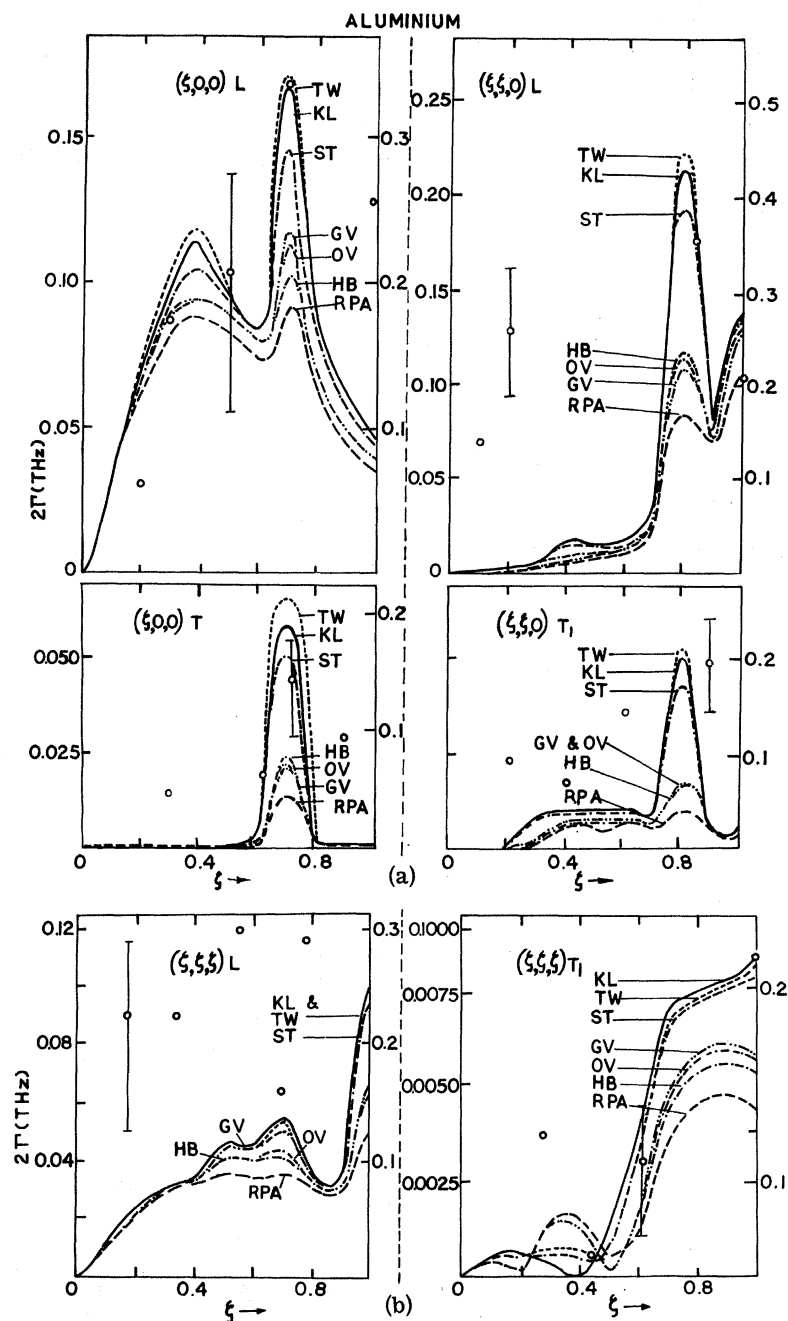 ALUMINIUM
(ξ,0,0) L
0.15
0.10
0.05
0
0.3
0.2
0.1
TW
KL
ST
GV
OV
HB
RPA
2Γ(THz)
(ξ,ξ,0) L
0.25
0.20
0.15
0.10
0.05
0
0.5
0.4
0.3
0.2
0.1
TW
KL
ST
HB
OV
GV
RPA
(ξ,0,0) T
0.050
0.025
0.2
0.1
TW
KL
ST
HB
OV
GV
RPA
0
0.4
0.8
ξ →
(ξ,ξ,0) T₁
0.2
0.1
TW
KL
ST
GV & OV
HB
RPA
0
0.4
0.8
ξ →
(a)
(ξ,ξ,ξ) L
0.12
0.08
0.04
0.3
0.2
0.1
KL &
TW
ST
GV
HB
OV
RPA
2Γ(THz)
0
0.4
0.8
ξ →
(ξ,ξ,ξ)T₁
0.1000
0.0075
0.0050
0.0025
0.2
0.1
KL
TW
ST
GV
OV
HB
RPA
0
0.4
0.8
ξ →
(b)